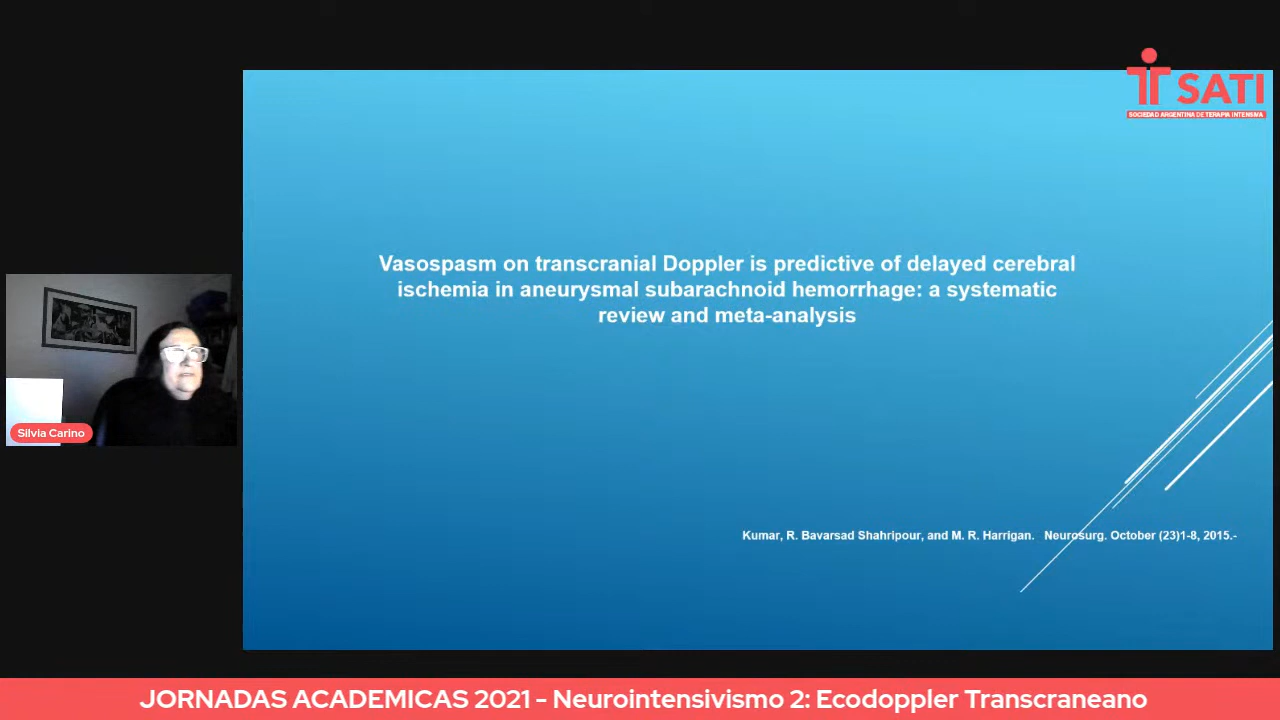 SATI
SOCIEDAD ARGENTINA DE TERAPIA INTENSIVA
Vasospasm on transcranial Doppler is predictive of delayed cerebral
ischemia in aneurysmal subarachnoid hemorrhage: a systematic
review and meta-analysis
Silvia Carino
Kumar, R. Bavarsad Shahripour, and M. R. Harrigan. Neurosurg. October (23)1-8, 2015.-
JORNADAS ACADEMICAS 2021 - Neurointensivismo 2: Ecodoppler Transcraneano